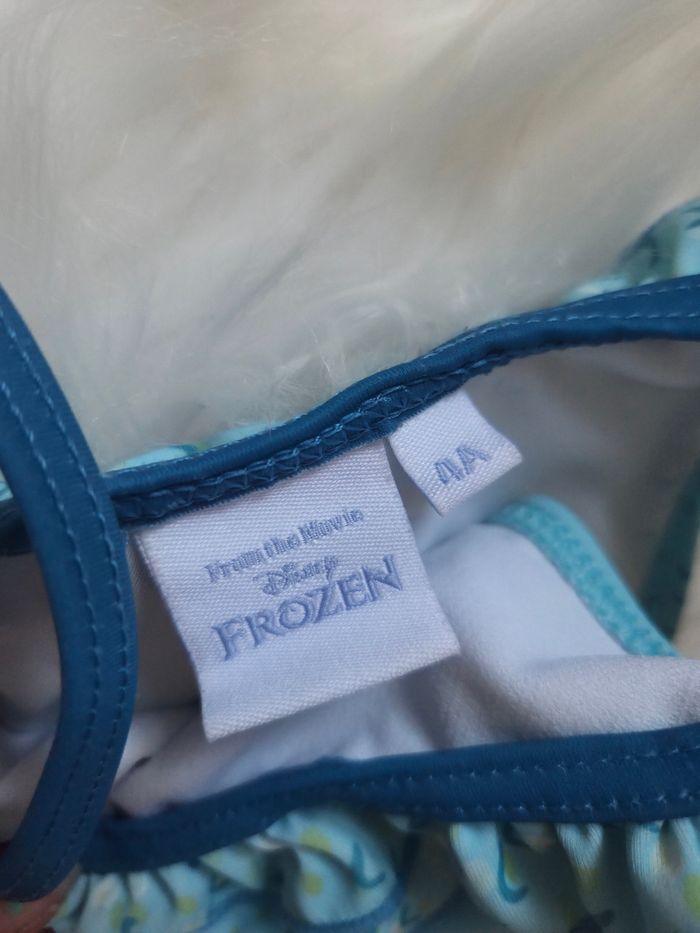 From the Movie
Disney
FROZEN
4A